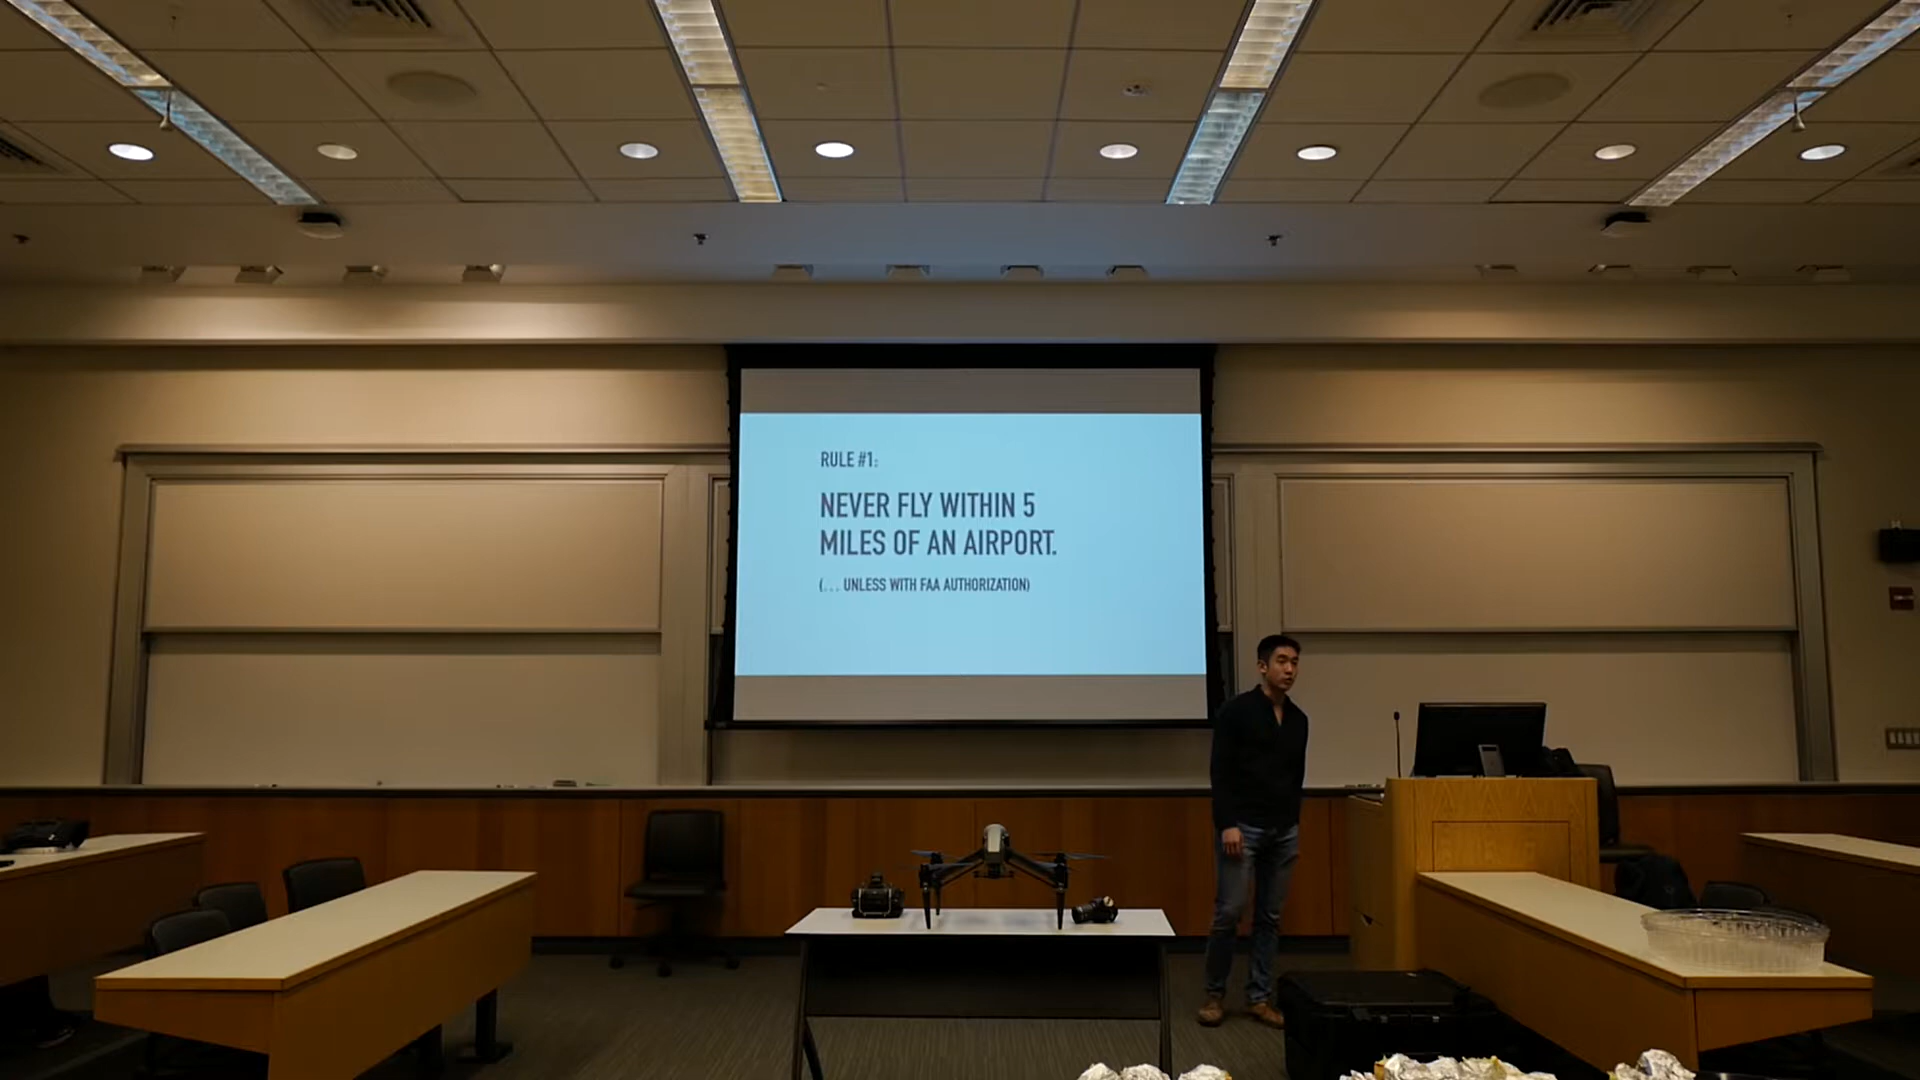 RULE #1:
NEVER FLY WITHIN 5
MILES OF AN AIRPORT.
(... UNLESS WITH FAA AUTHORIZATION)